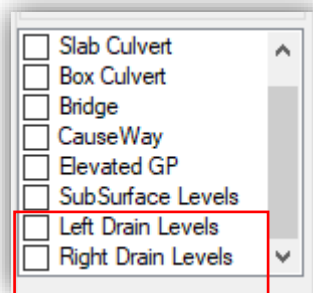 Slab Culvert
Box Culvert
Bridge
CauseWay
Elevated GP
SubSurface Levels
Left Drain Levels
Right Drain Levels